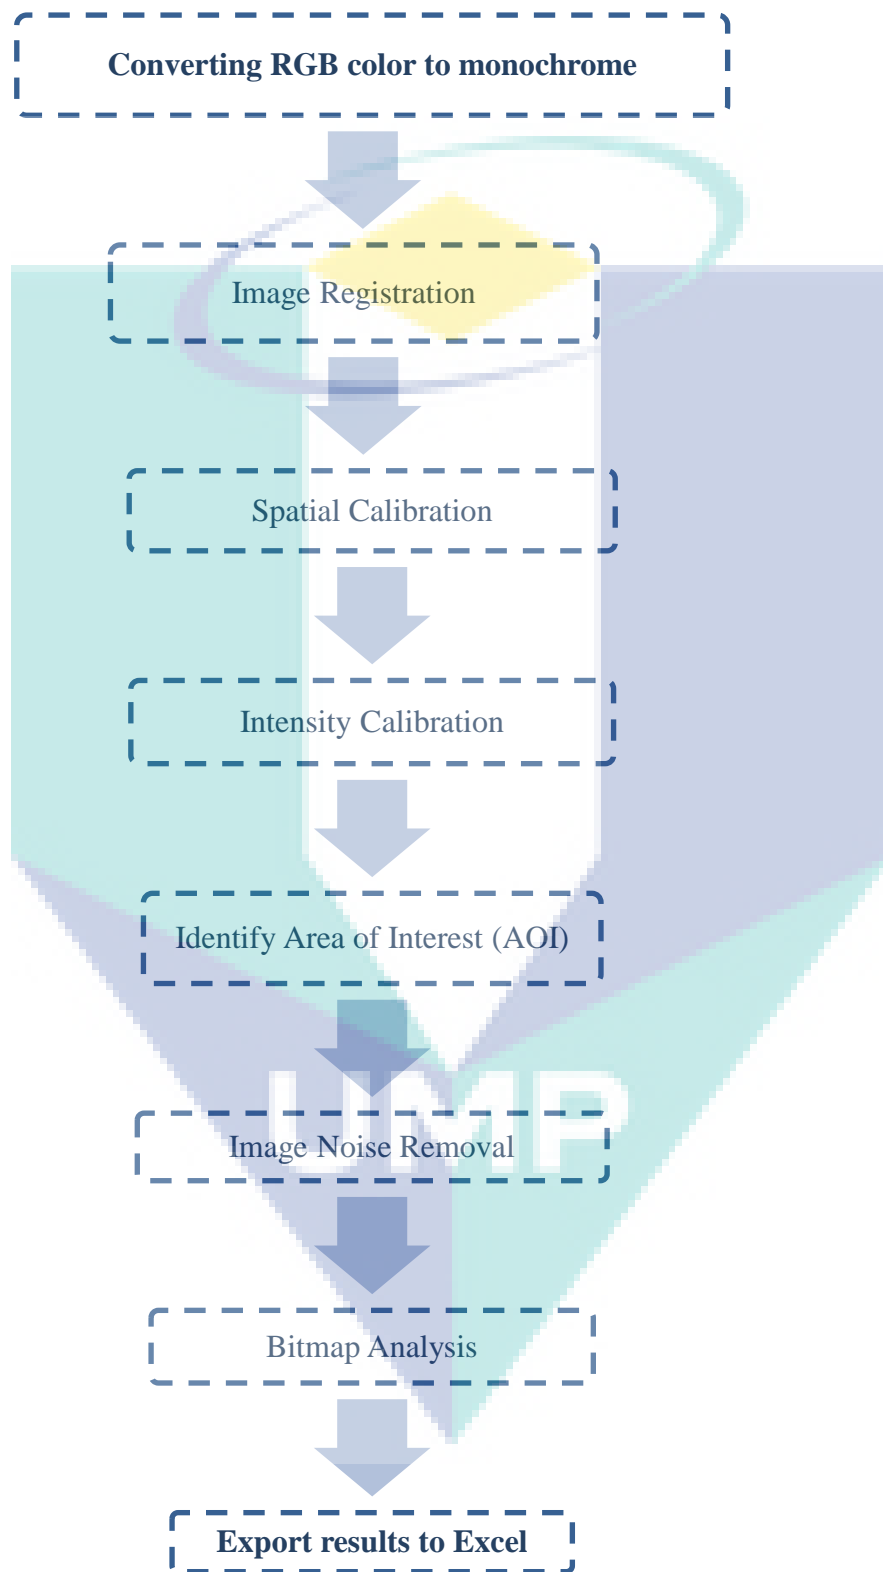 Converting RGB color to monochrome
Image Registration
Spatial Calibration
Intensity Calibration
Identify Area of Interest (AOI)
UMP
Image Noise Removal
Bitmap Analysis
Export results to Excel